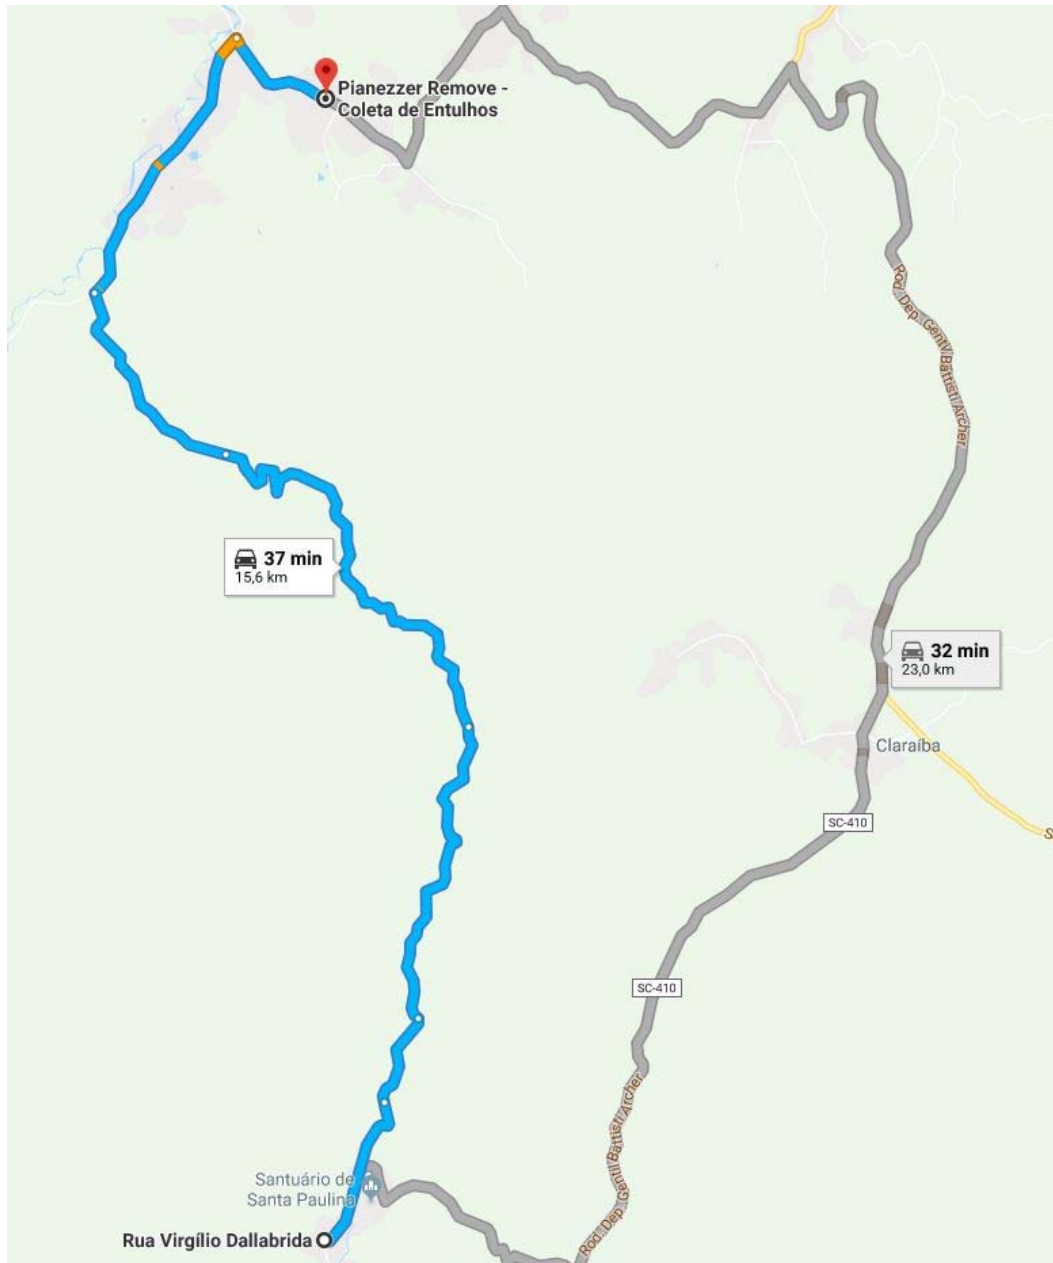 Pianezzer Remove -
Coleta de Entulhos
Rod. Dep. Gentil Battisti Archer
37 min
15,6 km
32 min
23,0 km
Claraíba
SC-410
SC-410
Rod. Dep. Gentil Battisti Archer
Santuário de
Santa Paulina
Rua Virgílio Dallabrida